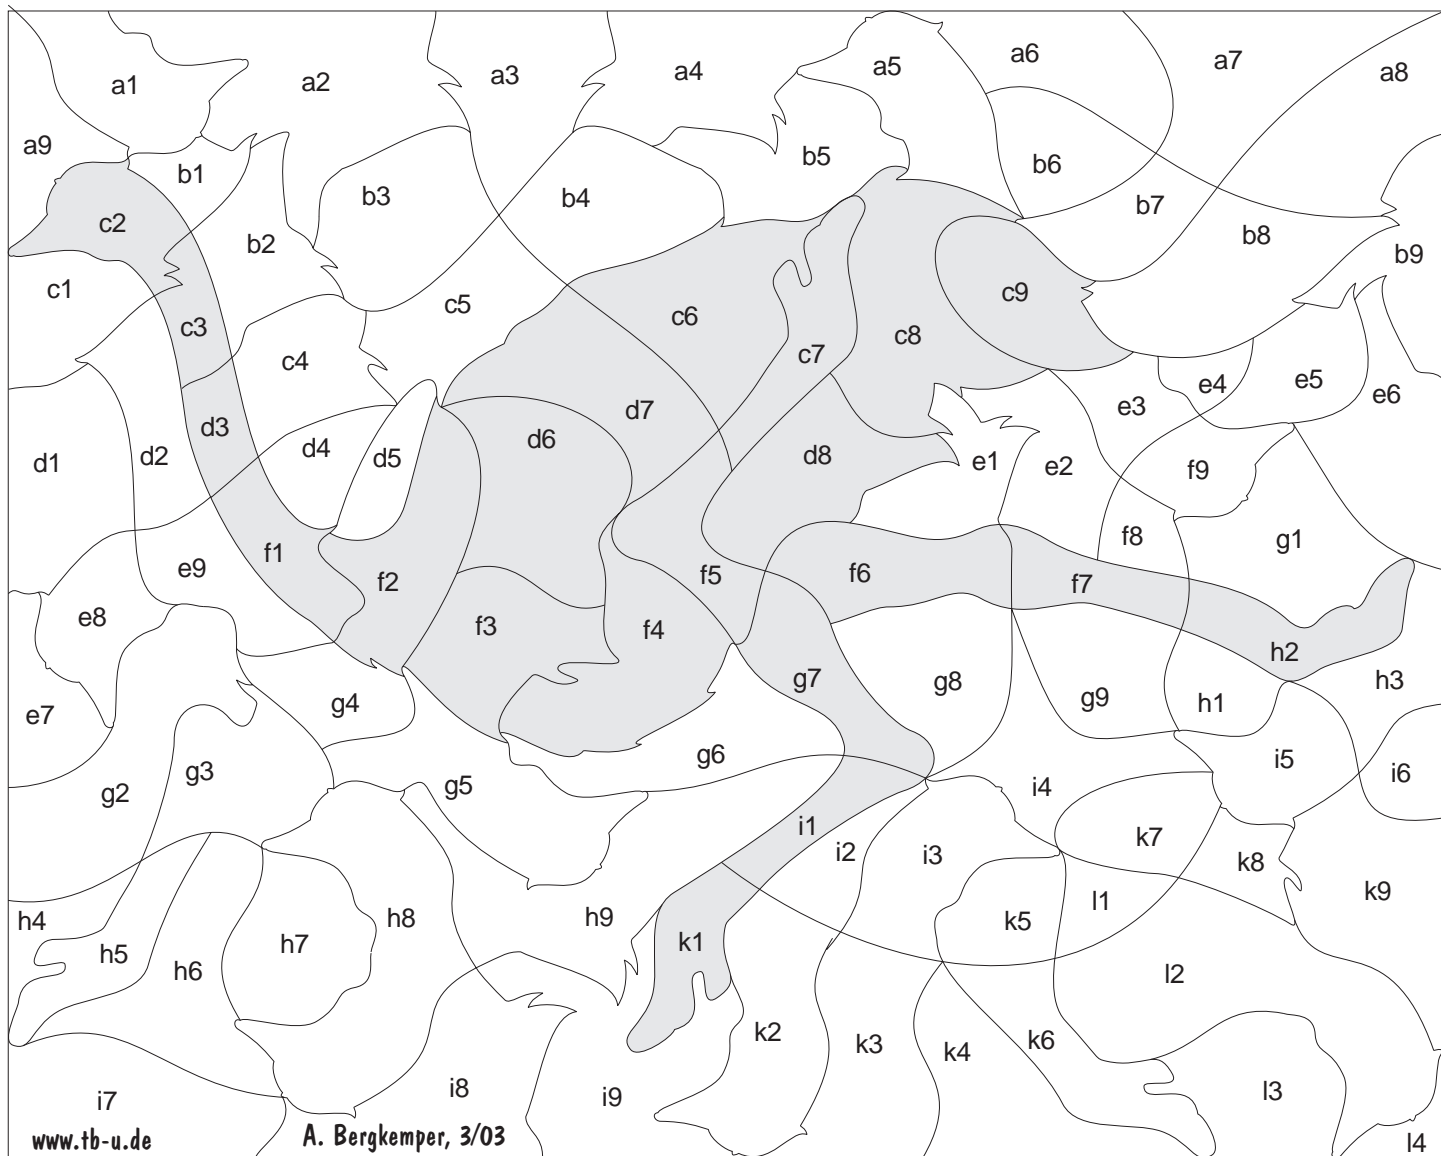 a1 a2 a3 a4 a5 a6 a7 a8
a9 b1 b2 b3 b4 b5 b6 b7 b8 b9
c1 c2 c3 c4 c5 c6 c7 c8 c9
d1 d2 d3 d4 d5 d6 d7 d8
e1 e2 e3 e4 e5 e6
e7 e8 e9 f1 f2 f3 f4 f5 f6 f7 f8 f9
g1 g2 g3 g4 g5 g6 g7 g8 g9
h1 h2 h3
h4 h5 h6 h7 h8 h9
i1 i2 i3 i4 i5 i6
i7 i8 i9
k1 k2 k3 k4 k5 k6 k7 k8 k9
l1 l2 l3 l4
www.tb-u.de
A. Bergkemper, 3/03